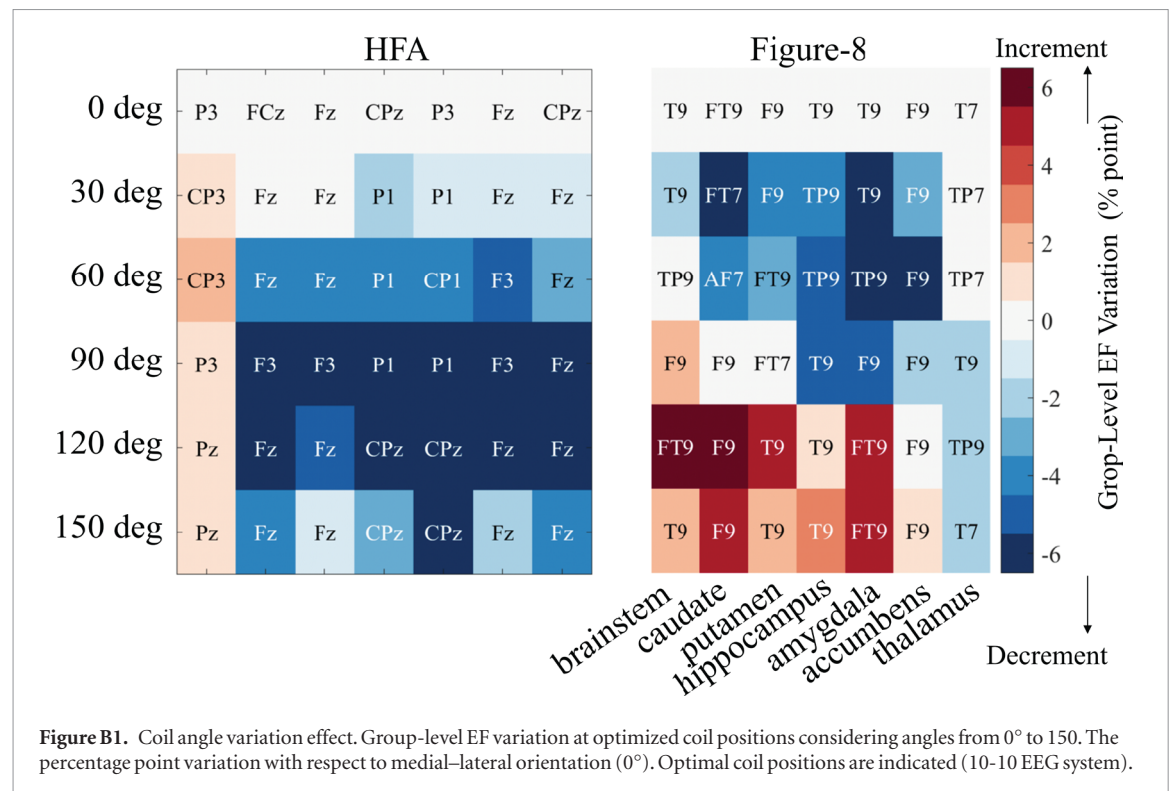 HFA
Figure-8
Increment
0 deg P3 FCz Fz CPz P3 Fz CPz T9 FT9 F9 T9 T9 F9 T7
30 deg CP3 Fz Fz P1 P1 Fz Fz T9 FT7 F9 TP9 T9 F9 TP7
60 deg CP3 Fz Fz P1 CP1 F3 Fz TP9 AF7 FT9 TP9 TP9 F9 TP7
90 deg P3 F3 F3 P1 P1 F3 Fz F9 F9 FT7 T9 F9 F9 T9
120 deg Pz Fz Fz CPz CPz Fz Fz FT9 F9 T9 T9 FT9 F9 TP9
150 deg Pz Fz Fz CPz CPz Fz Fz T9 F9 T9 T9 FT9 F9 T7
6
4
2
0
-2
-4
-6
Grop-Level EF Variation (% point)
brainstem
caudate
putamen
hippocampus
amygdala
accumbens
thalamus
Decrement
Figure B1. Coil angle variation effect. Group-level EF variation at optimized coil positions considering angles from 0° to 150. The
percentage point variation with respect to medial–lateral orientation (0°). Optimal coil positions are indicated (10-10 EEG system).